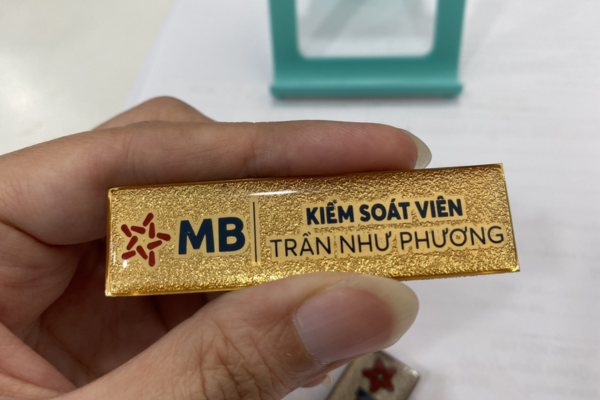 MB
KIỂM SOÁT VIÊN
TRẦN NHƯ PHƯƠNG